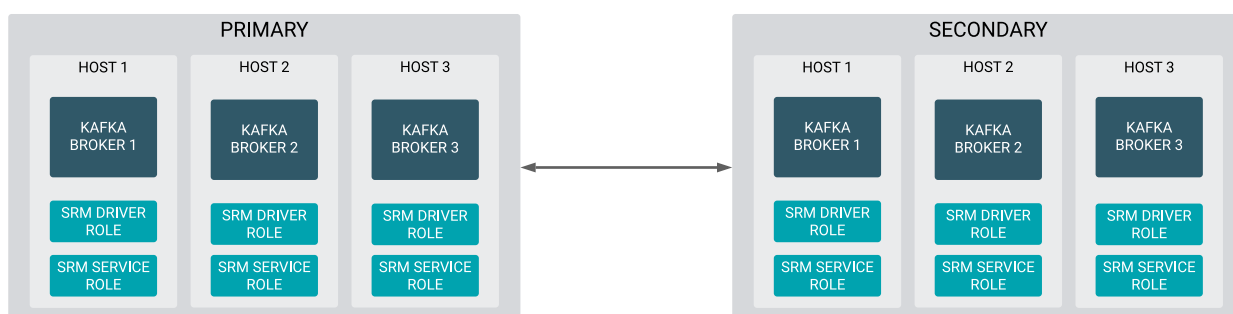 PRIMARY
HOST 1
KAFKA
BROKER 1
SRM DRIVER
ROLE
SRM SERVICE
ROLE
HOST 2
KAFKA
BROKER 2
SRM DRIVER
ROLE
SRM SERVICE
ROLE
HOST 3
KAFKA
BROKER 3
SRM DRIVER
ROLE
SRM SERVICE
ROLE
SECONDARY
HOST 1
KAFKA
BROKER 1
SRM DRIVER
ROLE
SRM SERVICE
ROLE
HOST 2
KAFKA
BROKER 2
SRM DRIVER
ROLE
SRM SERVICE
ROLE
HOST 3
KAFKA
BROKER 3
SRM DRIVER
ROLE
SRM SERVICE
ROLE